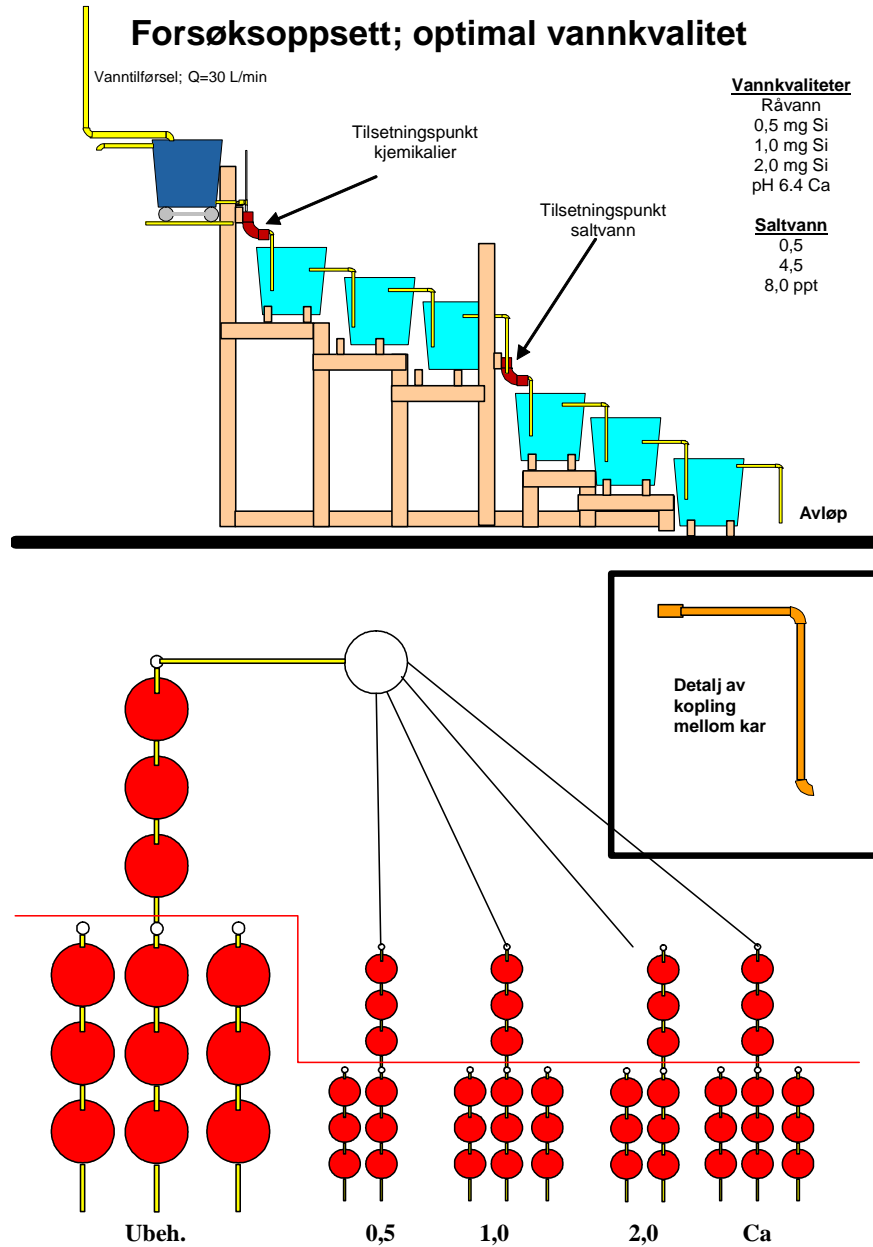 Forsøksoppsett; optimal vannkvalitet
Vanntilførsel; Q=30 L/min
Vannkvaliteter
Råvann
0,5 mg Si
1,0 mg Si
2,0 mg Si
pH 6.4 Ca
Tilsetningspunkt
kjemikalier
Tilsetningspunkt
saltvann
Saltvann
0,5
4,5
8,0 ppt
Avløp
Detalj av
kopling
mellom kar
Ubeh.
0,5
1,0
2,0
Ca